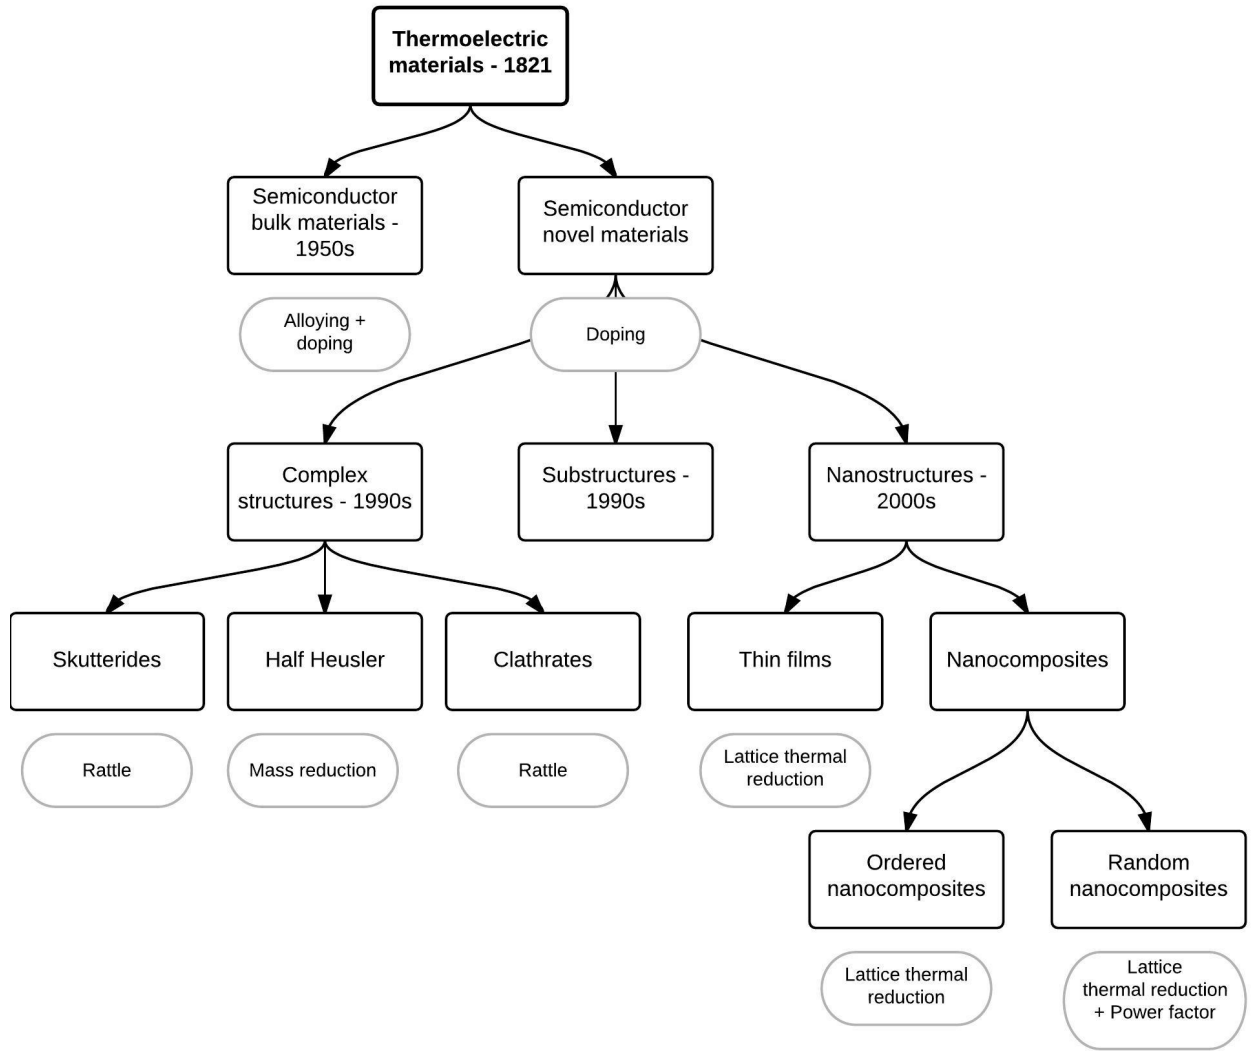 Thermoelectric
materials - 1821
Semiconductor
bulk materials -
1950s
Semiconductor
novel materials
Alloying +
doping
Doping
Complex
structures - 1990s
Substructures -
1990s
Nanostructures -
2000s
Skutterides
Half Heusler
Clathrates
Thin films
Nanocomposites
Rattle
Mass reduction
Rattle
Lattice thermal
reduction
Ordered
nanocomposites
Random
nanocomposites
Lattice thermal
reduction
Lattice
thermal reduction
+ Power factor